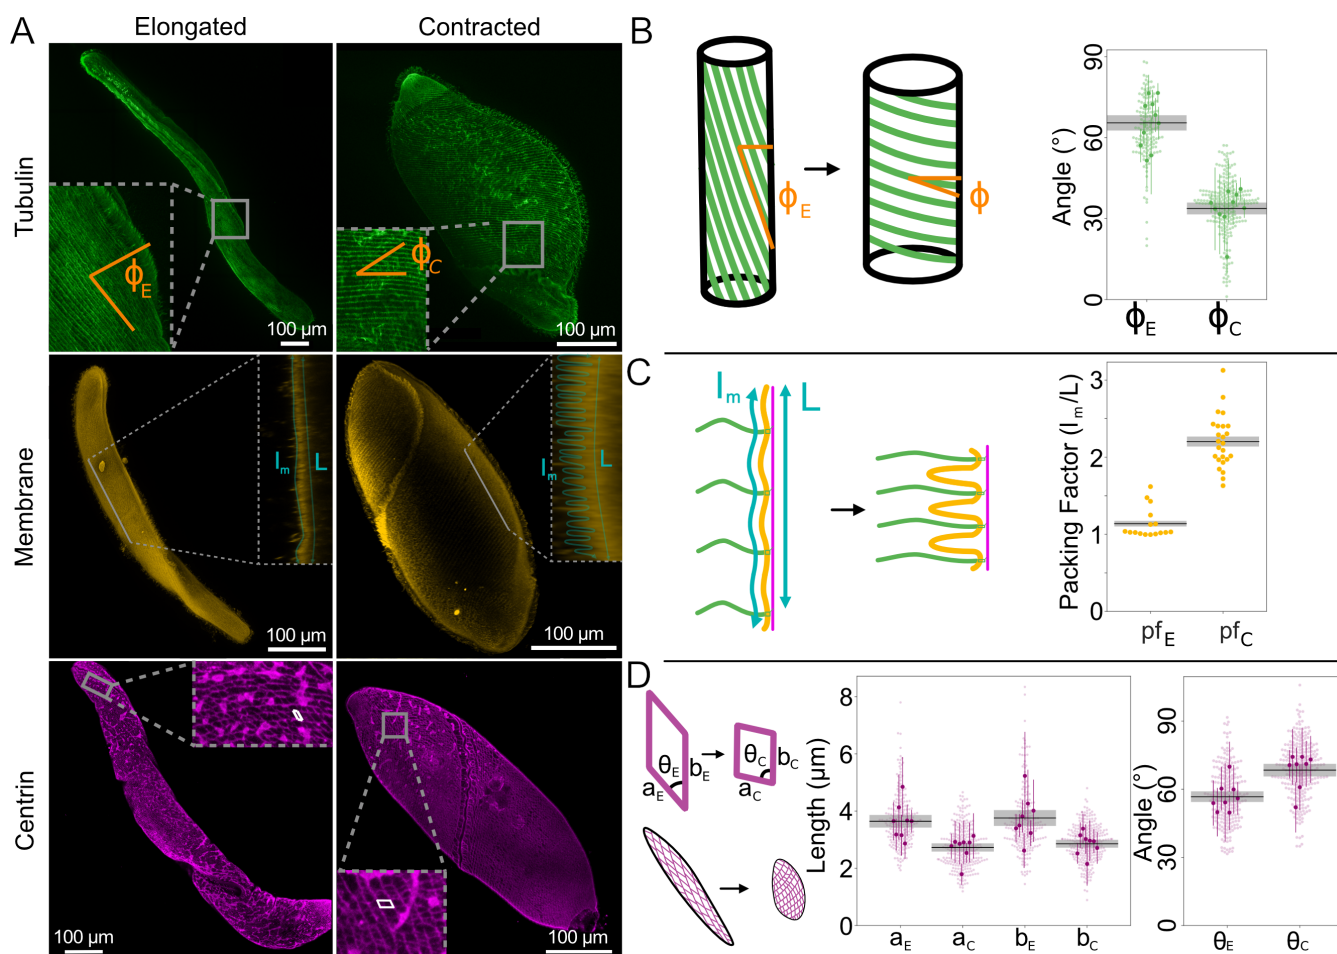 A
Elongated
Contracted
Tubulin
ϕE
100 µm
ϕC
100 µm
Membrane
lm
L
100 µm
lm
L
100 µm
Centrin
100 µm
100 µm
B
ϕE
ϕ
Angle (°)
90
60
30
0
ϕE
ϕC
C
lm
L
Packing Factor (lm/L)
3
2
1
0
pfE
pfC
D
θE
bE
aE
θC
bC
aC
Length (µm)
8
6
4
2
0
aE
aC
bE
bC
Angle (°)
90
60
30
0
θE
θC